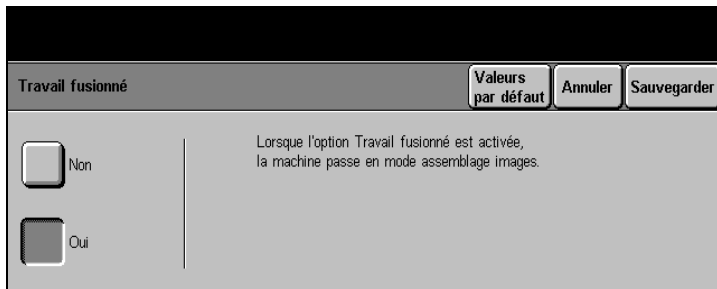 Travail fusionné
Valeurs
par défaut
Annuler
Sauvegarder
Non
Lorsque l'option Travail fusionné est activée,
la machine passe en mode assemblage images.
Oui